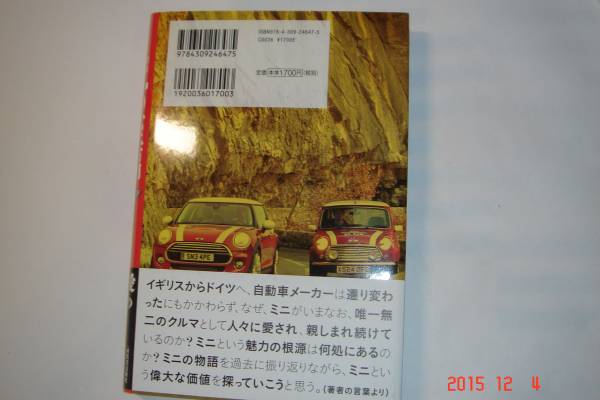 ISBN978-4-309-24647-5
C0036 ¥1700E
9784309246475
定価 本体1,700円(税別)
1920036017003
SN13 4PE
イギリスからドイツへ、自動車メーカーは遷り変わ
ったにもかかわらず、なぜ、ミニがいまなお、唯一無
二のクルマとして人々に愛され、親しまれ続けて
いるのか?ミニという魅力の根源は何処にあるの
か?ミニの物語を過去に振り返りながら、ミニとい
う偉大な価値を探っていこうと思う。(著者の言葉より)
2015 12 4